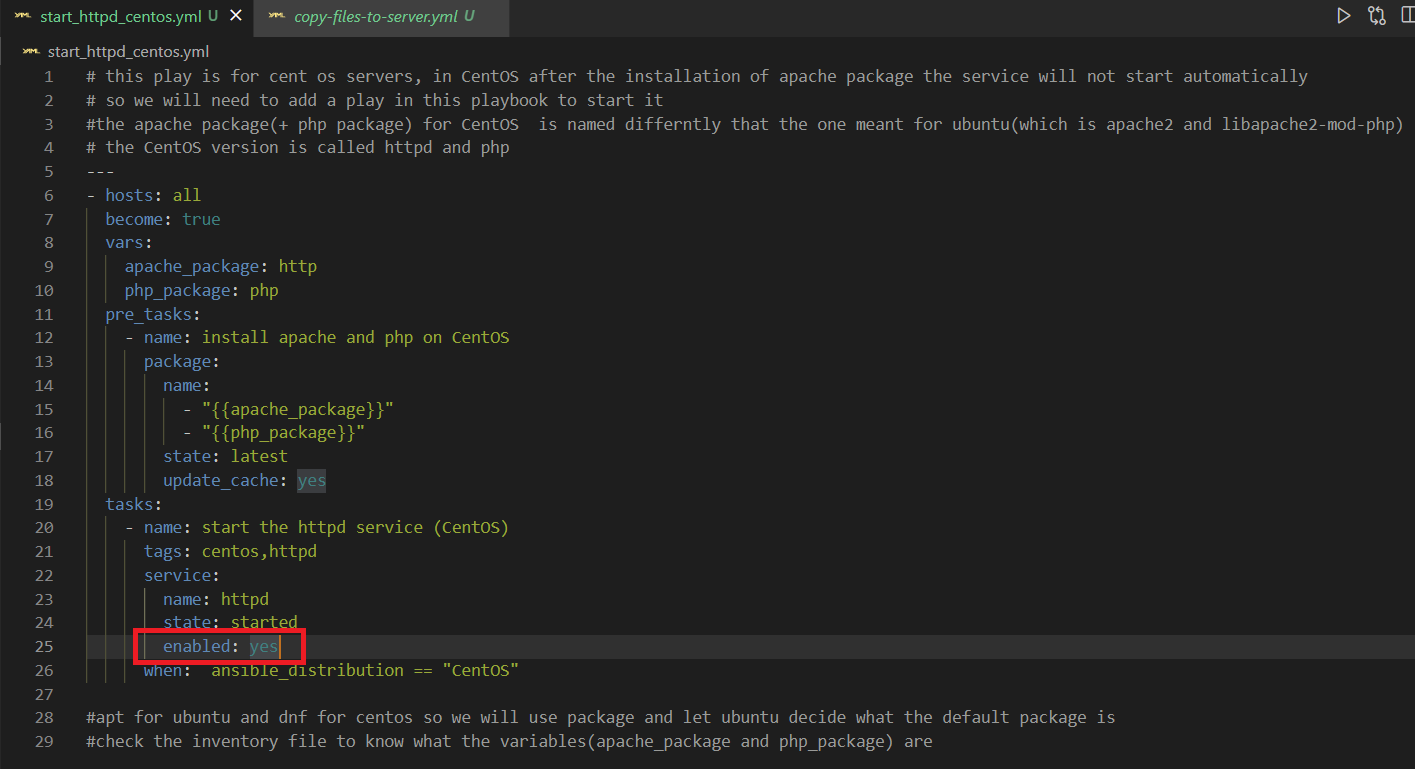 YAML start_httpd_centos.yml U × YAML copy-files-to-server.yml U
YAML start_httpd_centos.yml
1 # this play is for cent os servers, in CentOS after the installation of apache package the service will not start automatically
2 # so we will need to add a play in this playbook to start it
3 #the apache package(+ php package) for CentOS  is named differntly that the one meant for ubuntu(which is apache2 and libapache2-mod-php)
4 # the CentOS version is called httpd and php
5 ---
6 - hosts: all
7   become: true
8   vars:
9     apache_package: http
10     php_package: php
11   pre_tasks:
12     - name: install apache and php on CentOS
13       package:
14         name:
15           - "{{apache_package}}"
16           - "{{php_package}}"
17         state: latest
18         update_cache: yes
19   tasks:
20     - name: start the httpd service (CentOS)
21       tags: centos,httpd
22       service:
23         name: httpd
24         state: started
25         enabled: yes
26       when:  ansible_distribution == "CentOS"
27
28 #apt for ubuntu and dnf for centos so we will use package and let ubuntu decide what the default package is
29 #check the inventory file to know what the variables(apache_package and php_package) are